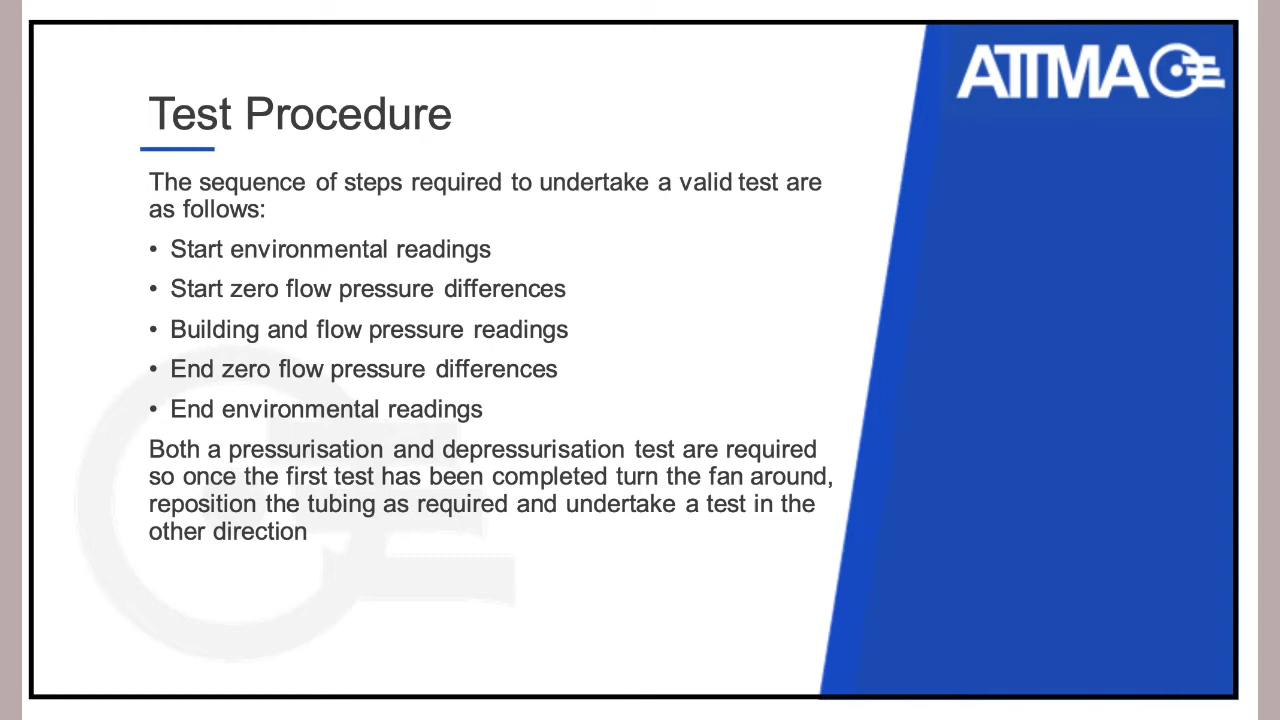 ATTMA
Test Procedure
The sequence of steps required to undertake a valid test are
as follows:
• Start environmental readings
• Start zero flow pressure differences
• Building and flow pressure readings
• End zero flow pressure differences
• End environmental readings
Both a pressurisation and depressurisation test are required
so once the first test has been completed turn the fan around,
reposition the tubing as required and undertake a test in the
other direction